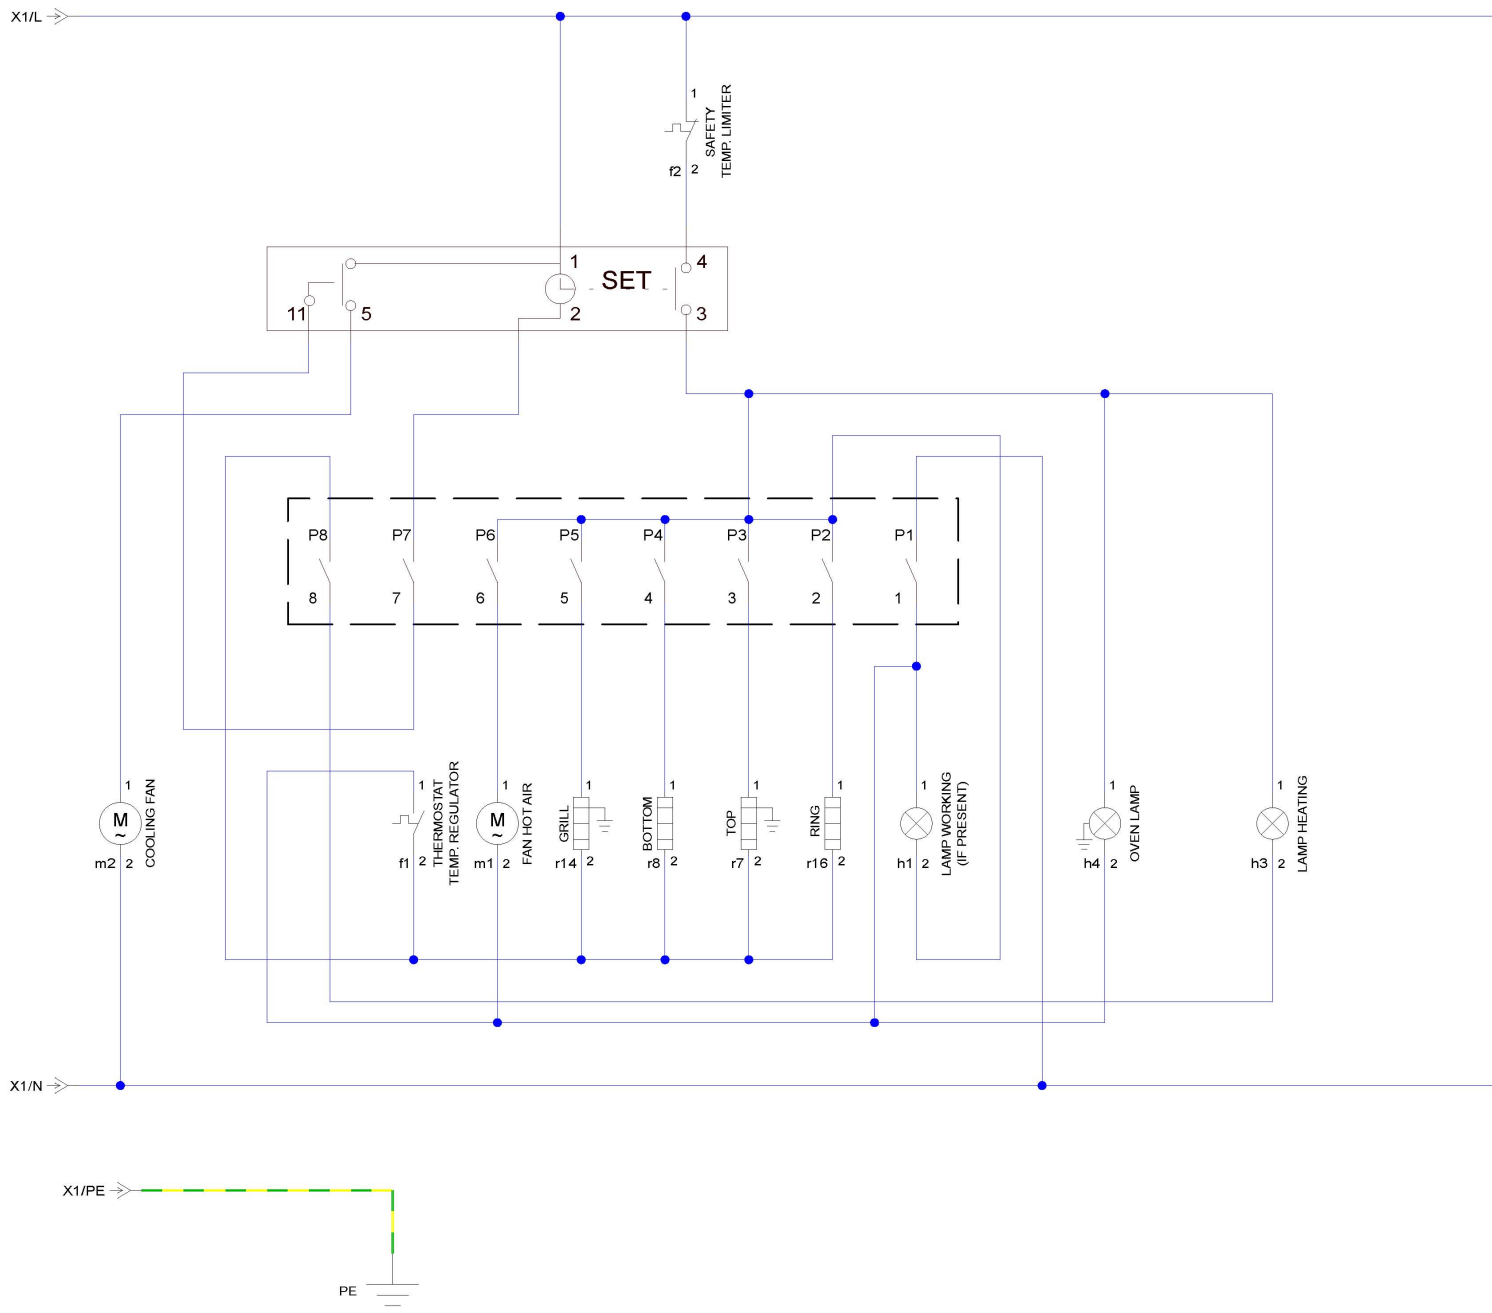 X1/L
1
SAFETY
TEMP. LIMITER
f2 2
1 SET 4
11 5 2 3
P8 P7 P6 P5 P4 P3 P2 P1
8 7 6 5 4 3 2 1
1
M
~
m2 2
COOLING FAN
1
f1 2
THERMOSTAT
TEMP. REGULATOR
1
M
~
m1 2
FAN HOT AIR
1
GRILL
r14 2
1
BOTTOM
r8 2
1
TOP
r7 2
1
RING
r16 2
1
h1 2
LAMP WORKING
(IF PRESENT)
1
h4 2
OVEN LAMP
1
h3 2
LAMP HEATING
X1/N
X1/PE
PE